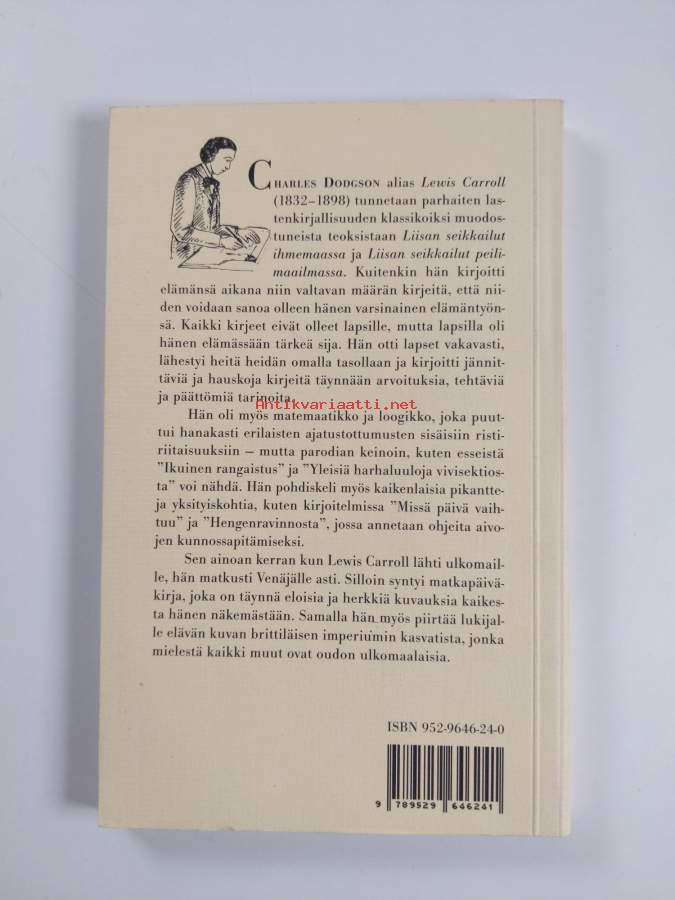 CHARLES DODGSON alias Lewis Carroll
(1832–1898) tunnetaan parhaiten las-
tenkirjallisuuden klassikoiksi muodos-
tuneista teoksistaan Liisan seikkailut
ihmemaassa ja Liisan seikkailut peili-
maailmassa. Kuitenkin hän kirjoitti
elämänsä aikana niin valtavan määrän kirjeitä, että nii-
den voidaan sanoa olleen hänen varsinainen elämäntyön-
sä. Kaikki kirjeet eivät olleet lapsille, mutta lapsilla oli
hänen elämässään tärkeä sija. Hän otti lapset vakavasti,
lähestyi heitä heidän omalla tasollaan ja kirjoitti jännit-
täviä ja hauskoja kirjeitä täynnään arvoituksia, tehtäviä
ja päättömiä tarinoita.
Antikvariaatti.net
Hän oli myös matemaatikko ja loogikko, joka puut-
tui hanakasti erilaisten ajatustottumusten sisäisiin risti-
riitaisuuksiin – mutta parodian keinoin, kuten esseistä
"Ikuinen rangaistus" ja "Yleisiä harhaluuloja vivisektios-
ta" voi nähdä. Hän pohdiskeli myös kaikenlaisia pikantte-
ja yksityiskohtia, kuten kirjoitelmissa "Missä päivä vaih-
tuu" ja "Hengenravinnosta", jossa annetaan ohjeita aivo-
jen kunnossapitämiseksi.
Sen ainoan kerran kun Lewis Carroll lähti ulkomail-
le, hän matkusti Venäjälle asti. Silloin syntyi matkapäivä-
kirja, joka on täynnä eloisia ja herkkiä kuvauksia kaikes-
ta hänen näkemästään. Samalla hän myös piirtää lukijal-
le elävän kuvan brittiläisen imperiumin kasvatista, jonka
mielestä kaikki muut ovat oudon ulkomaalaisia.
ISBN 952-9646-24-0
9 789529 646241